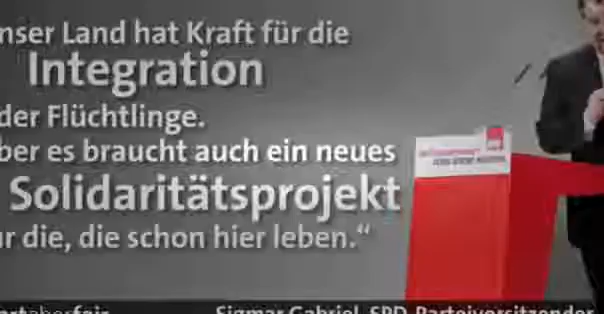 nser Land hat Kraft für die
Integration
der Flüchtlinge.
ber es braucht auch ein neues
Solidaritätsprojekt
r die, die schon hier leben.“
Sigmar Gabriel, SPD-Parteivorsitzender